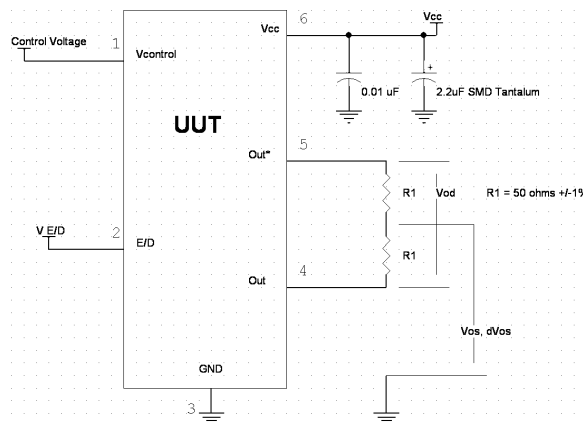 6
Vcc
Vcc
Control Voltage
1
Vcontrol
+
0.01 uF
2.2uF SMD Tantalum
UUT
5
Out*
R1
Vod
R1 = 50 ohms +/-1%
V E/D
2
E/D
R1
4
Out
Vos, dVos
GND
3